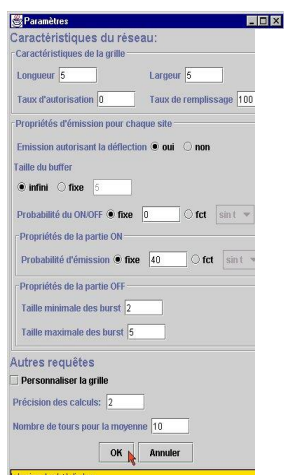 Paramètres
Caractéristiques du réseau:
Caractéristiques de la grille
Longueur 5 Largeur 5
Taux d'autorisation 0 Taux de remplissage 100
Propriétés d'émission pour chaque site
Emission autorisant la déflection oui non
Taille du buffer
infini fixe 5
Probabilité du ON/OFF fixe 0 fct sin t
Propriétés de la partie ON
Probabilité d'émission fixe 40 fct sin t
Propriétés de la partie OFF
Taille minimale des burst 2
Taille maximale des burst 5
Autres requêtes
Personnaliser la grille
Précision des calculs: 2
Nombre de tours pour la moyenne 10
OK Annuler